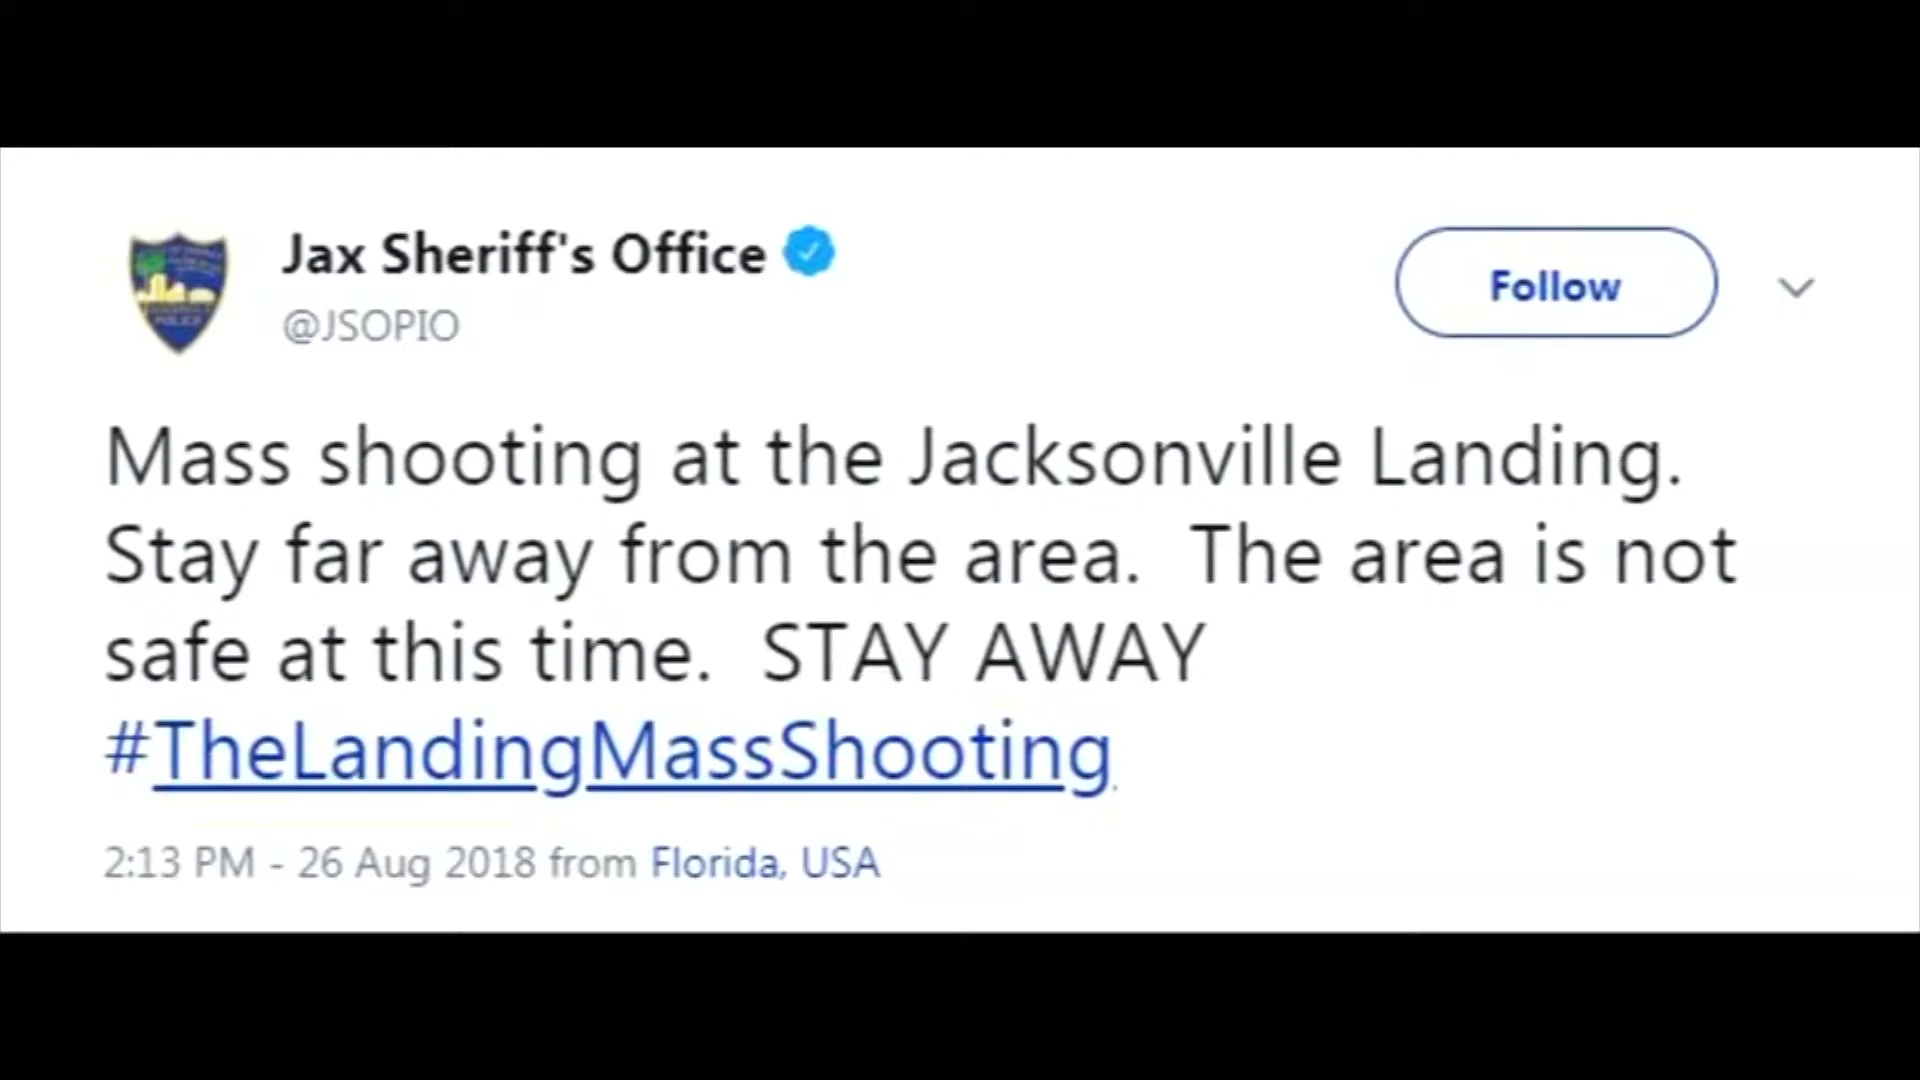 Jax Sheriff's Office
@JSOPIO
Follow
Mass shooting at the Jacksonville Landing.
Stay far away from the area.  The area is not
safe at this time.  STAY AWAY
#TheLandingMassShooting
2:13 PM - 26 Aug 2018 from Florida, USA